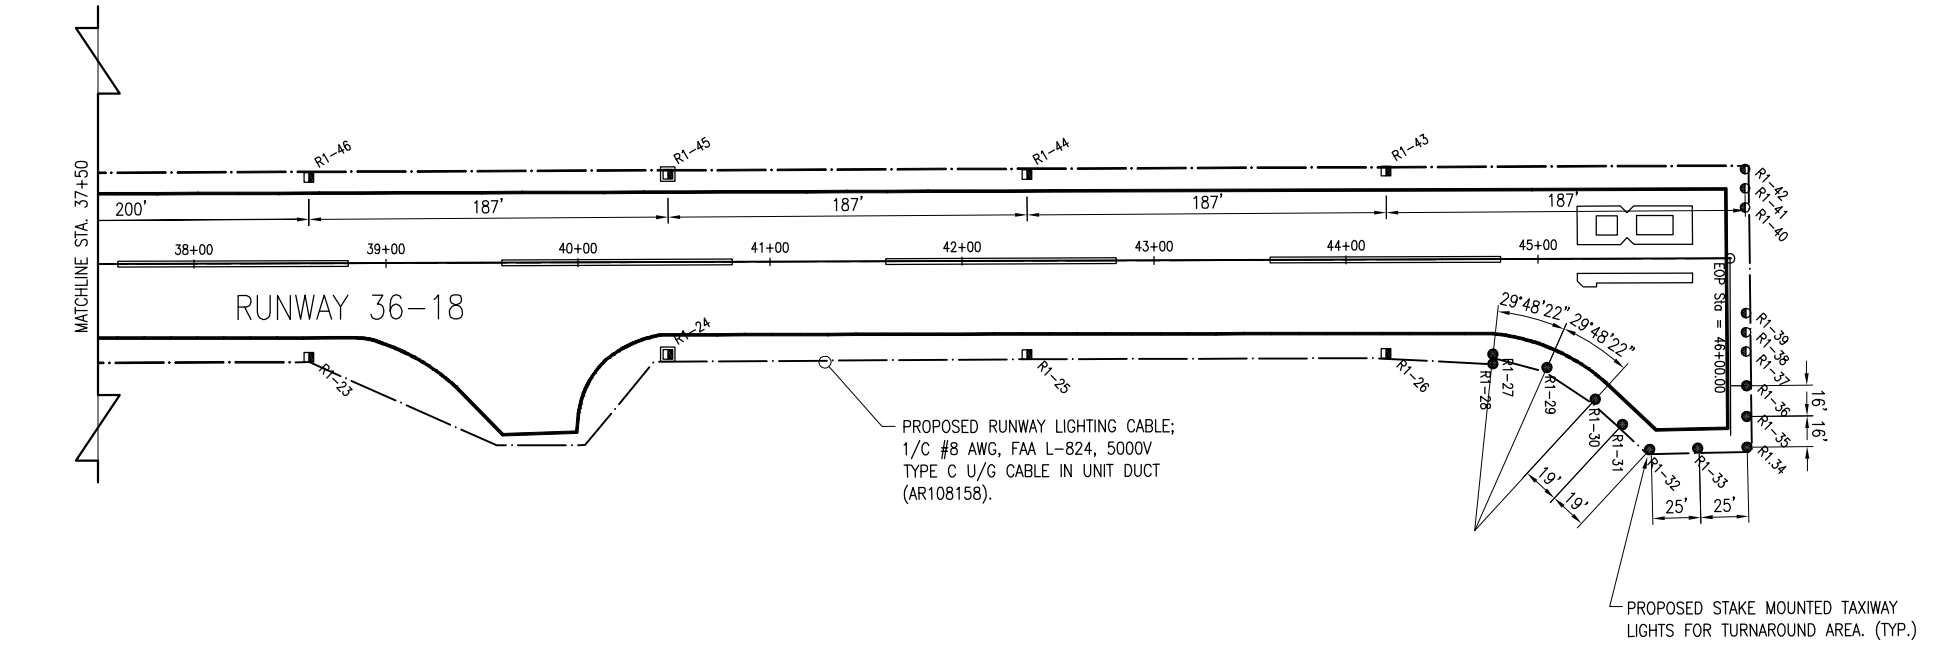 R1-46
R1-45
R1-44
R1-43
R1-42
R1-41
R1-40
MATCHLINE STA. 37+50
200'
187'
187'
187'
187'
38+00
39+00
40+00
41+00
42+00
43+00
44+00
45+00
EOP Sta = 46+00.00
RUNWAY 36-18
29°48'22"
29°48'22"
R1-39
R1-38
R1-37
R1-36
R1-35
R1.34
16'
16'
R1-23
R1-24
R1-25
R1-26
R1-27
R1-28
R1-29
R1-30
R1-31
R1-32
R1-33
19'
19'
25'
25'
PROPOSED RUNWAY LIGHTING CABLE;
1/C #8 AWG, FAA L-824, 5000V
TYPE C U/G CABLE IN UNIT DUCT
(AR108158).
PROPOSED STAKE MOUNTED TAXIWAY
LIGHTS FOR TURNAROUND AREA. (TYP.)